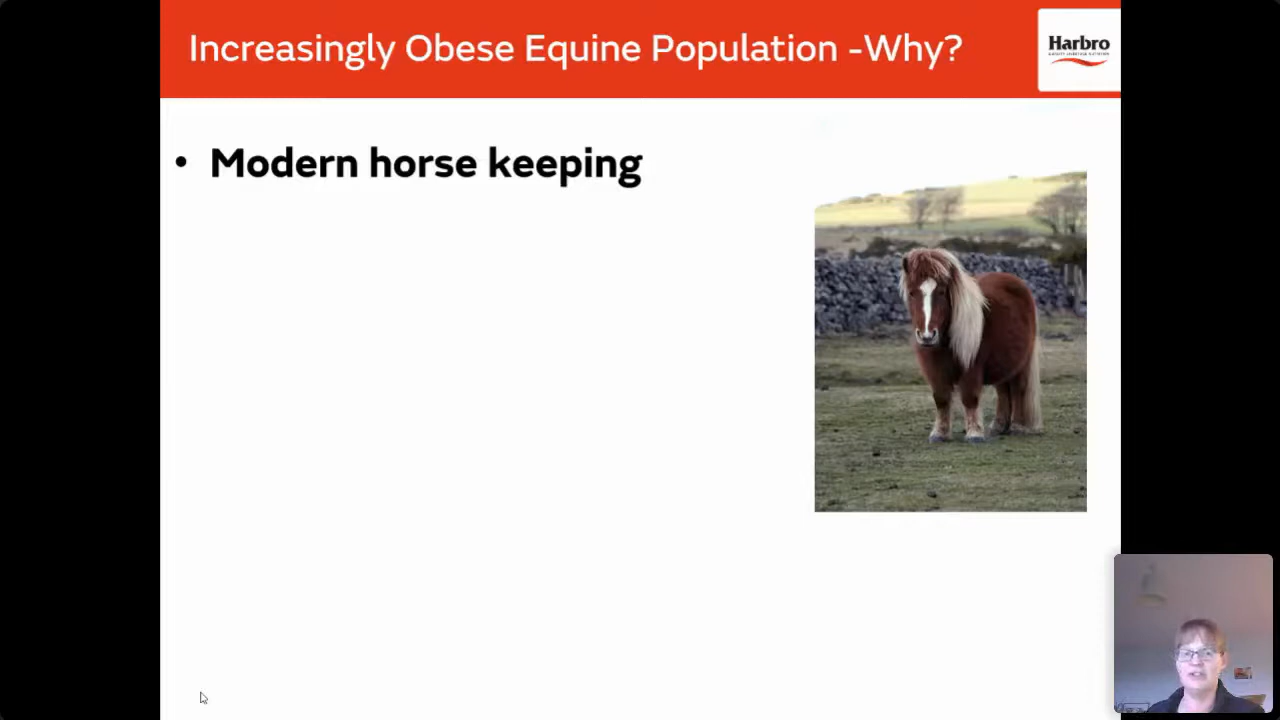 Increasingly Obese Equine Population -Why?
Harbro
• Modern horse keeping